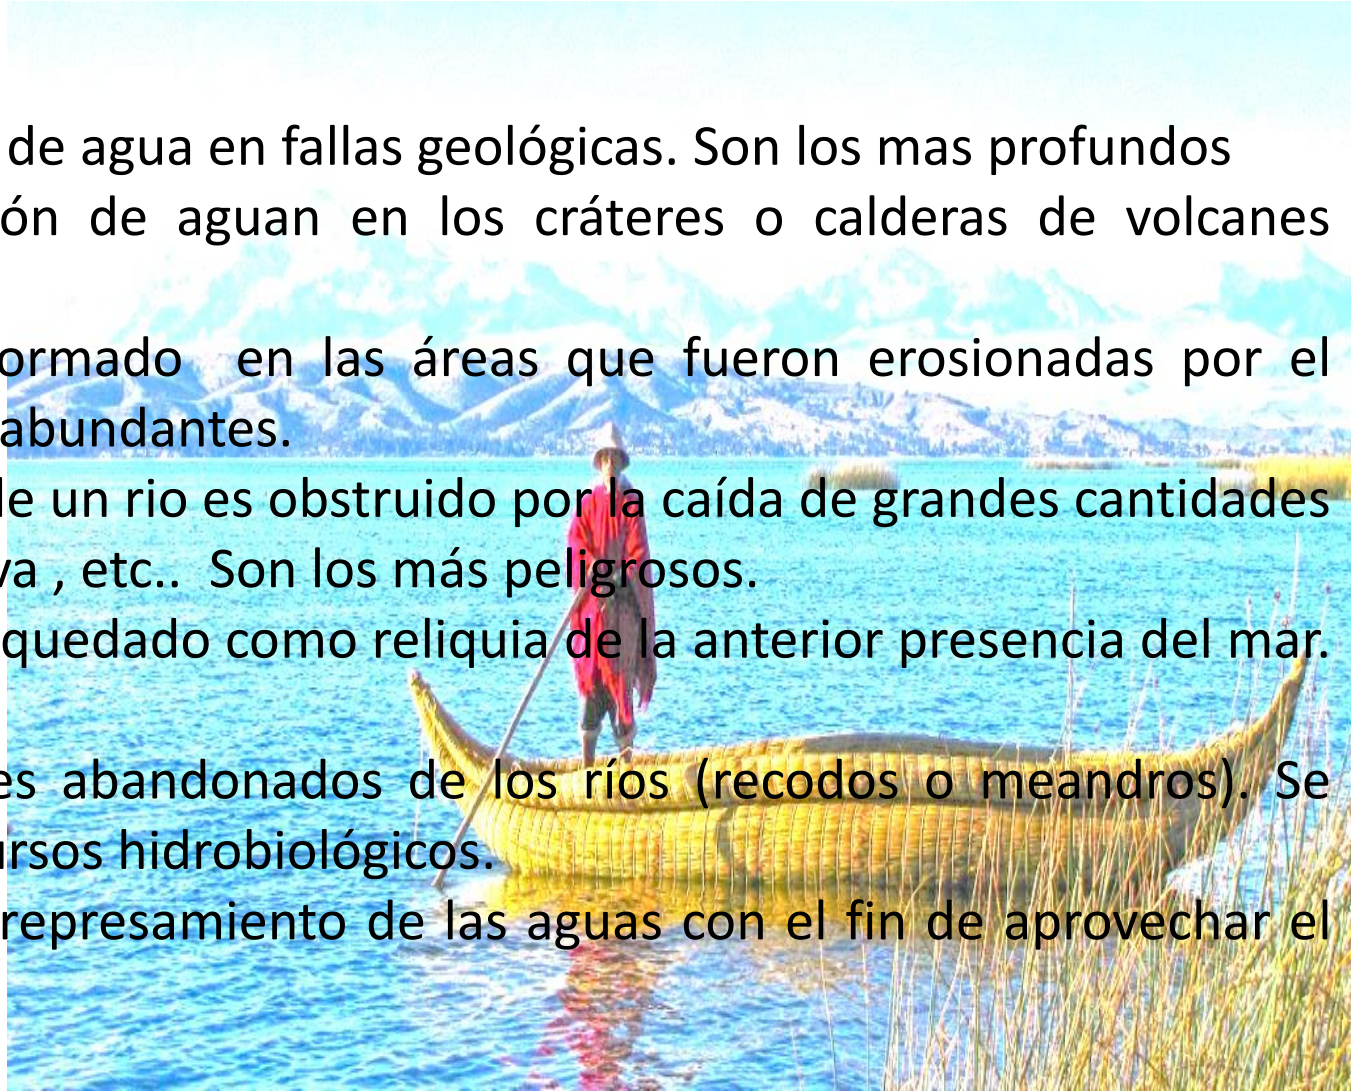 de agua en fallas geológicas. Son los mas profundos
ón de aguan en los cráteres o calderas de volcanes
ormado en las áreas que fueron erosionadas por el
abundantes.
de un rio es obstruido por la caída de grandes cantidades
va , etc.. Son los más peligrosos.
quedado como reliquia de la anterior presencia del mar.
es abandonados de los ríos (recodos o meandros). Se
ursos hidrobiológicos.
represamiento de las aguas con el fin de aprovechar el